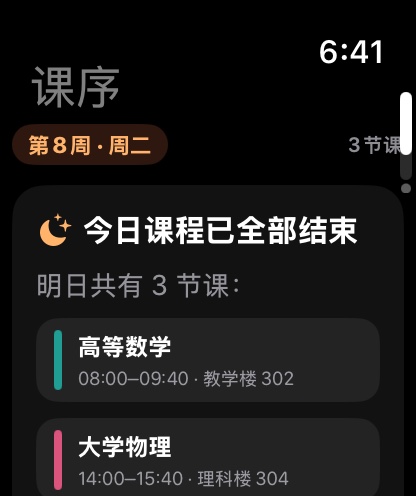 6:41
课序
第8周 · 周二
3 节课
今日课程已全部结束
明日共有 3 节课：
高等数学
08:00–09:40 · 教学楼 302
大学物理
14:00–15:40 · 理科楼 304